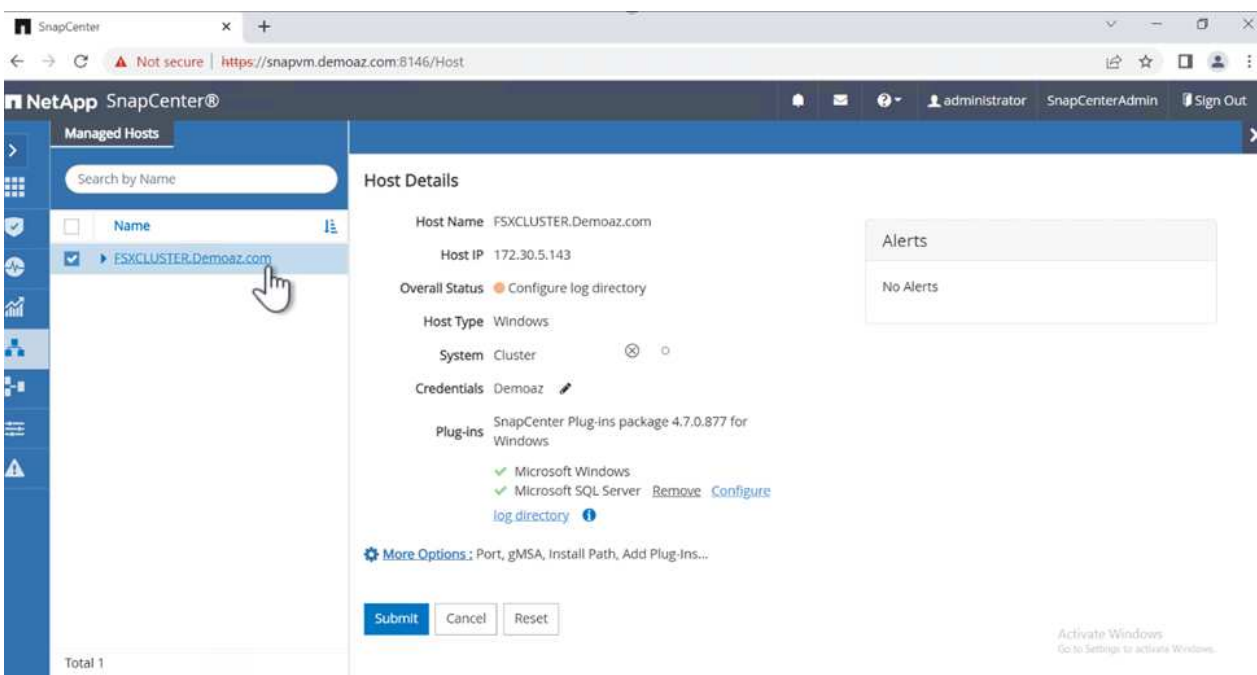 SnapCenter
Not secure | https://snapvm.demoaz.com:8146/Host
NetApp SnapCenter®
administrator SnapCenterAdmin Sign Out
Managed Hosts
Search by Name
Name
FSXCLUSTER.Demoaz.com
Total 1
Host Details
Host Name FSXCLUSTER.Demoaz.com
Host IP 172.30.5.143
Overall Status Configure log directory
Host Type Windows
System Cluster
Credentials Demoaz
Plug-ins SnapCenter Plug-ins package 4.7.0.877 for
Windows
Microsoft Windows
Microsoft SQL Server Remove Configure
log directory
More Options : Port, gMSA, Install Path, Add Plug-Ins...
Submit Cancel Reset
Alerts
No Alerts
Activate Windows
Go to Settings to activate Windows.